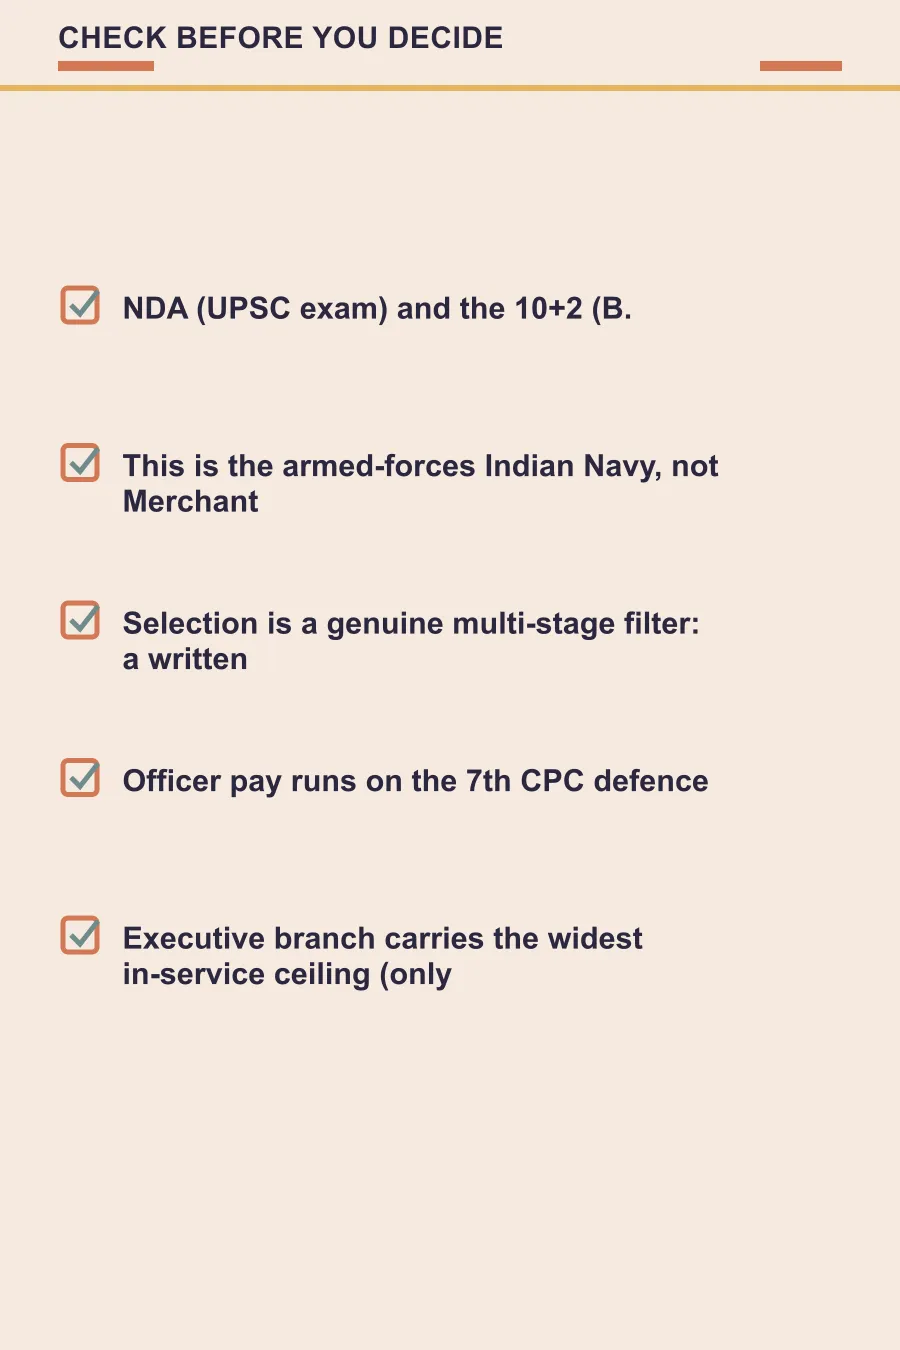 CHECK BEFORE YOU DECIDE
NDA (UPSC exam) and the 10+2 (B.
This is the armed-forces Indian Navy, not
Merchant
Selection is a genuine multi-stage filter:
a written
Officer pay runs on the 7th CPC defence
Executive branch carries the widest
in-service ceiling (only